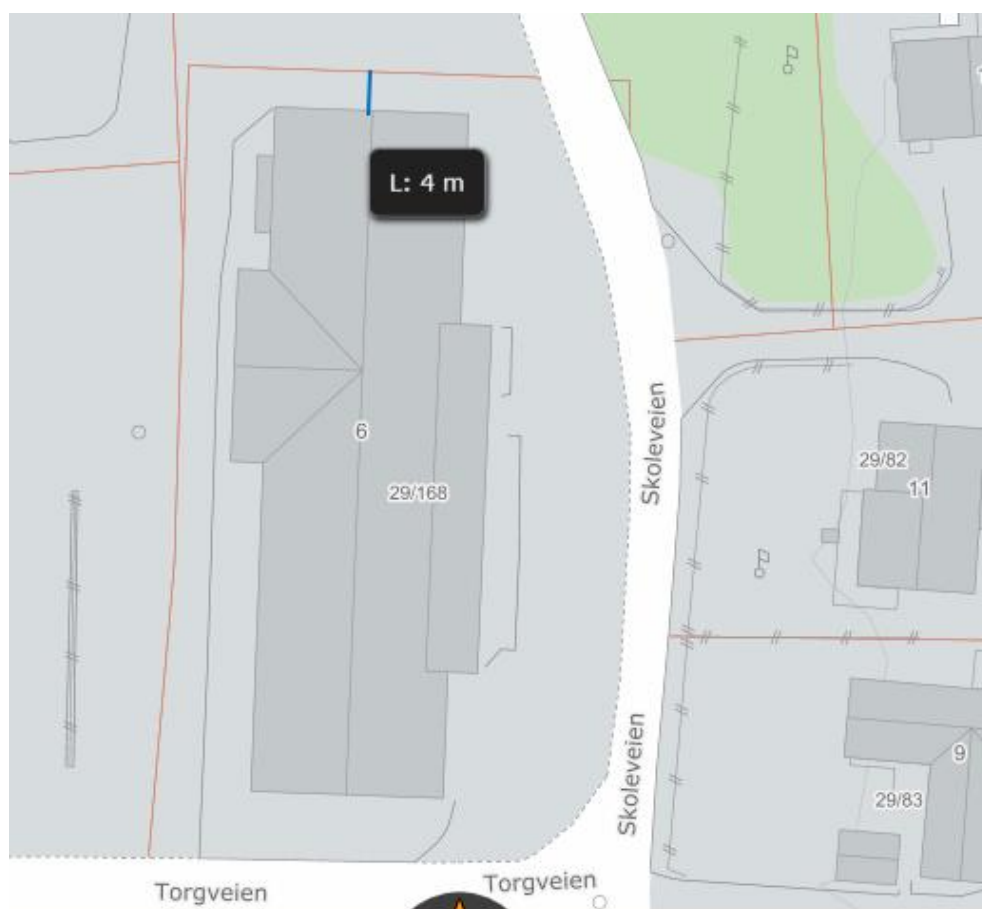 L: 4 m
6
29/168
Skoleveien
29/82
11
Skoleveien
9
29/83
Torgveien
Torgveien